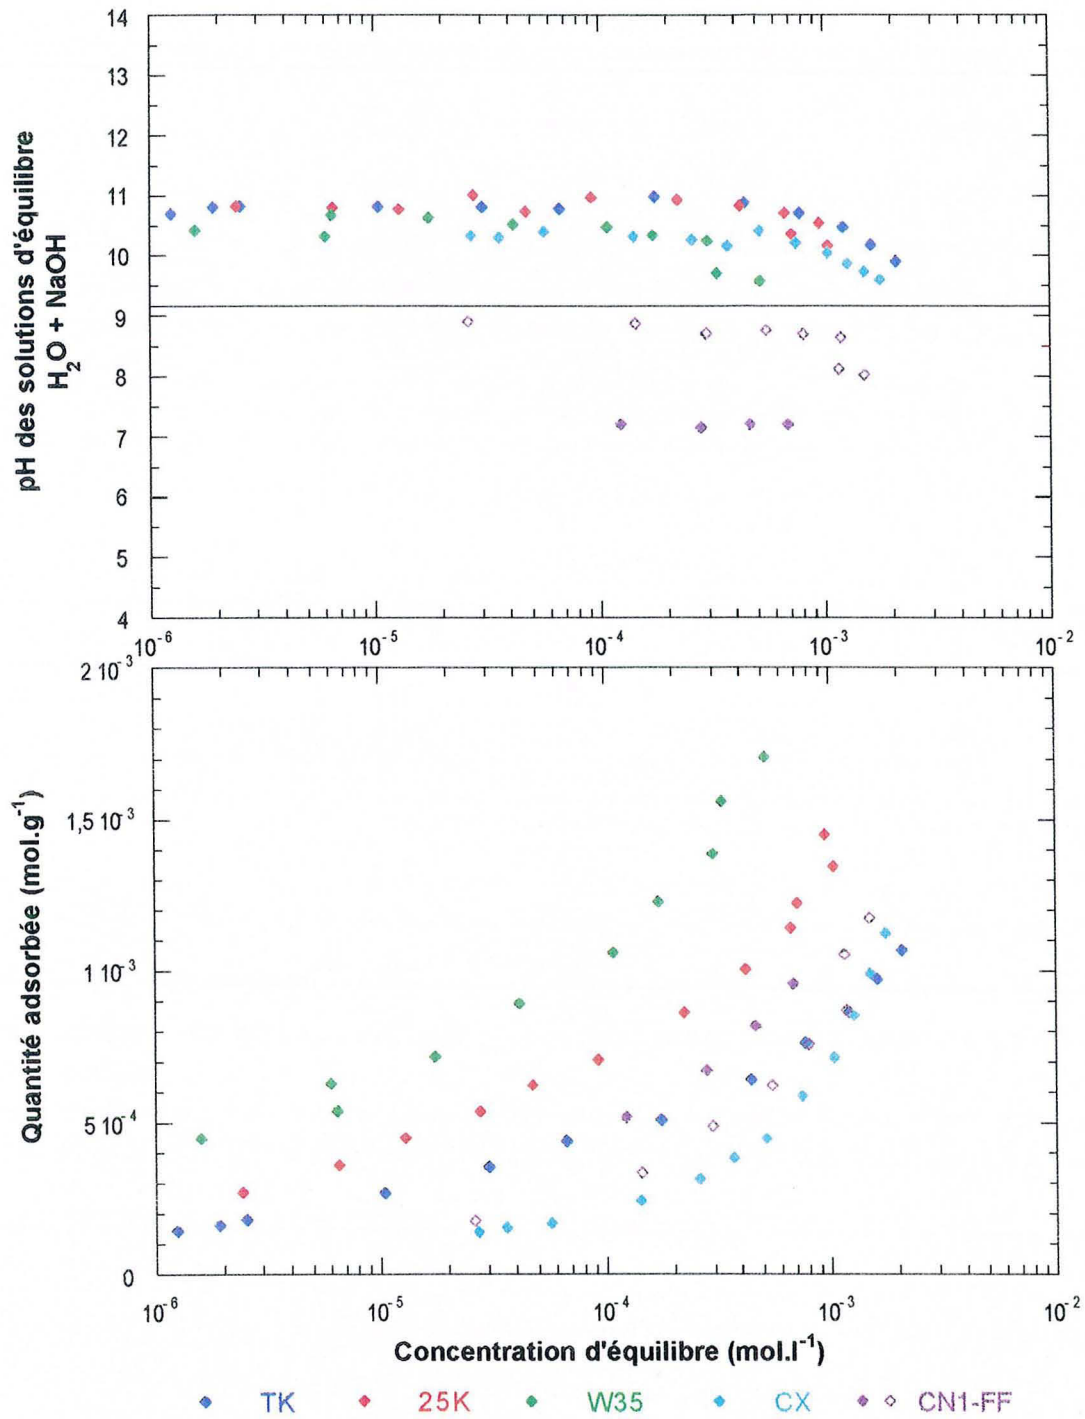 14
13
12
11
10
9
8
7
6
5
4
pH des solutions d'équilibre
H₂O + NaOH
10⁻⁶ 10⁻⁵ 10⁻⁴ 10⁻³ 10⁻²
2 10⁻³
1,5 10⁻³
1 10⁻³
5 10⁻⁴
0
Quantité adsorbée (mol.g⁻¹)
10⁻⁶ 10⁻⁵ 10⁻⁴ 10⁻³ 10⁻²
Concentration d'équilibre (mol.l⁻¹)
TK 25K W35 CX CN1-FF